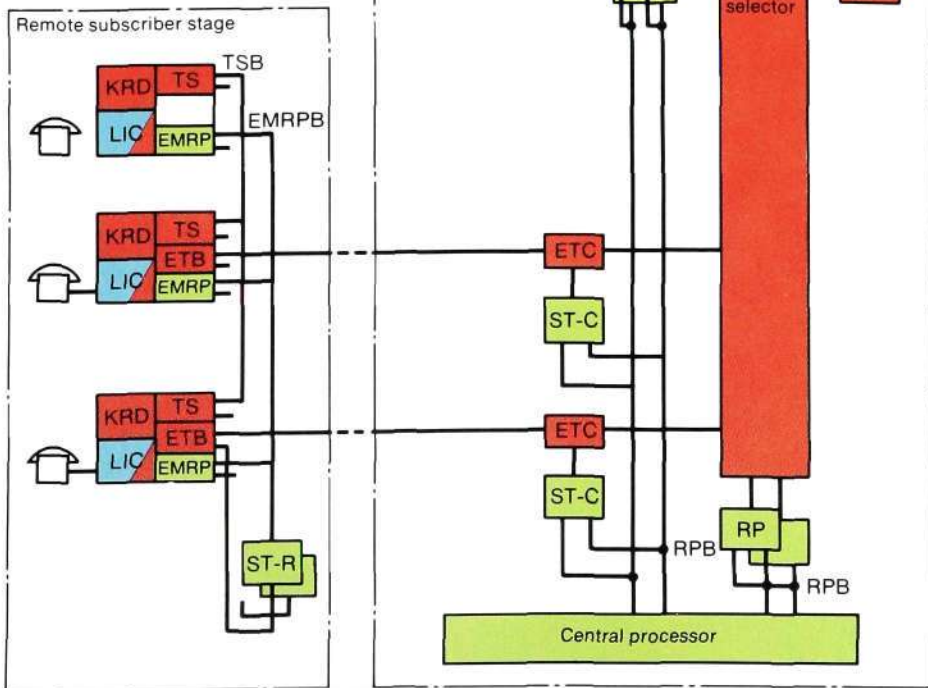 Remote subscriber stage
TSB
KRD
TS
LIC
EMRP
EMRPB
KRD
TS
ETB
LIC
EMRP
KRD
TS
ETB
LIC
EMRP
ST-R
selector
ETC
ST-C
ETC
ST-C
RPB
RP
RPB
Central processor